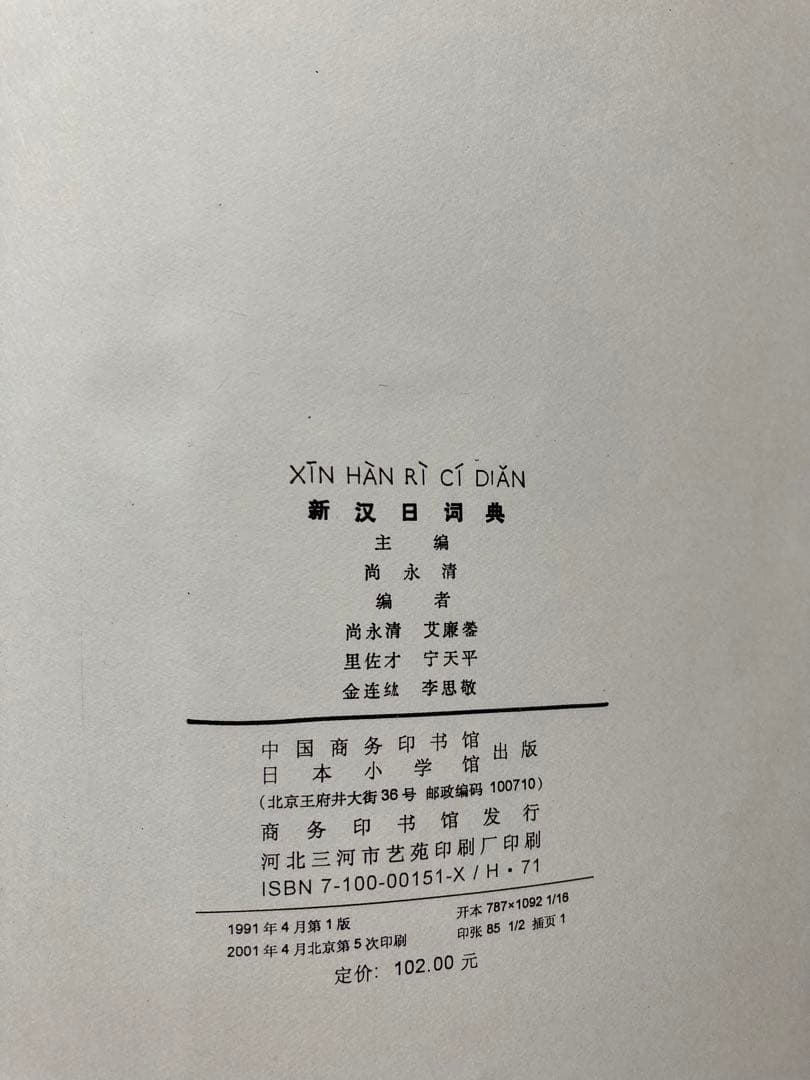 XĪN HÀN RÌ CÍ DIǍN
新汉日词典
主编
尚永清
编者
尚永清 艾廉蓥
里佐才 宁天平
金连纮 李思敬
中国商务印书馆
日本小学馆 出版
(北京王府井大街36号 邮政编码 100710)
商务印书馆发行
河北三河市艺苑印刷厂印刷
ISBN 7-100-00151-X / H·71
1991年4月第1版 开本 787×1092 1/16
2001年4月北京第5次印刷 印张 85 1/2 插页 1
定价: 102.00 元